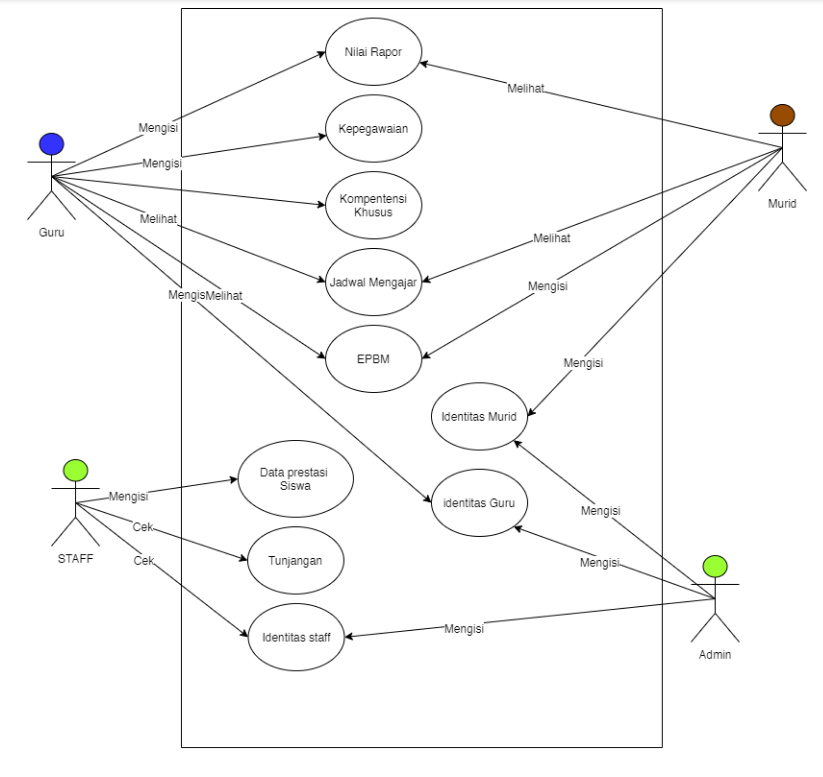 Nilai Rapor
Melihat
Mengisi
Kepegawaian
Mengisi
Kompentensi
Khusus
Murid
Guru
Melihat
Melihat
Jadwal Mengajar
Mengisi
MengisMelihat
EPBM
Mengisi
Identitas Murid
Data prestasi
Siswa
Mengisi
identitas Guru
Mengisi
Cek
STAFF
Cek
Tunjangan
Mengisi
Mengisi
Identitas staff
Admin